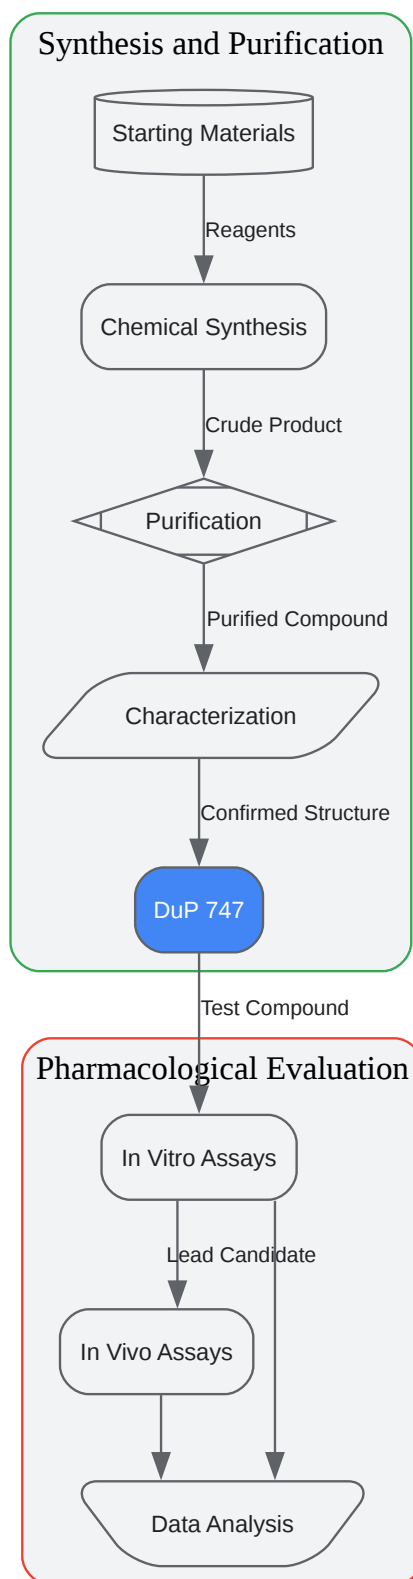 Synthesis and Purification
Starting Materials
Reagents
Chemical Synthesis
Crude Product
Purification
Purified Compound
Characterization
Confirmed Structure
DuP 747
Test Compound
Pharmacological Evaluation
In Vitro Assays
Lead Candidate
In Vivo Assays
Data Analysis